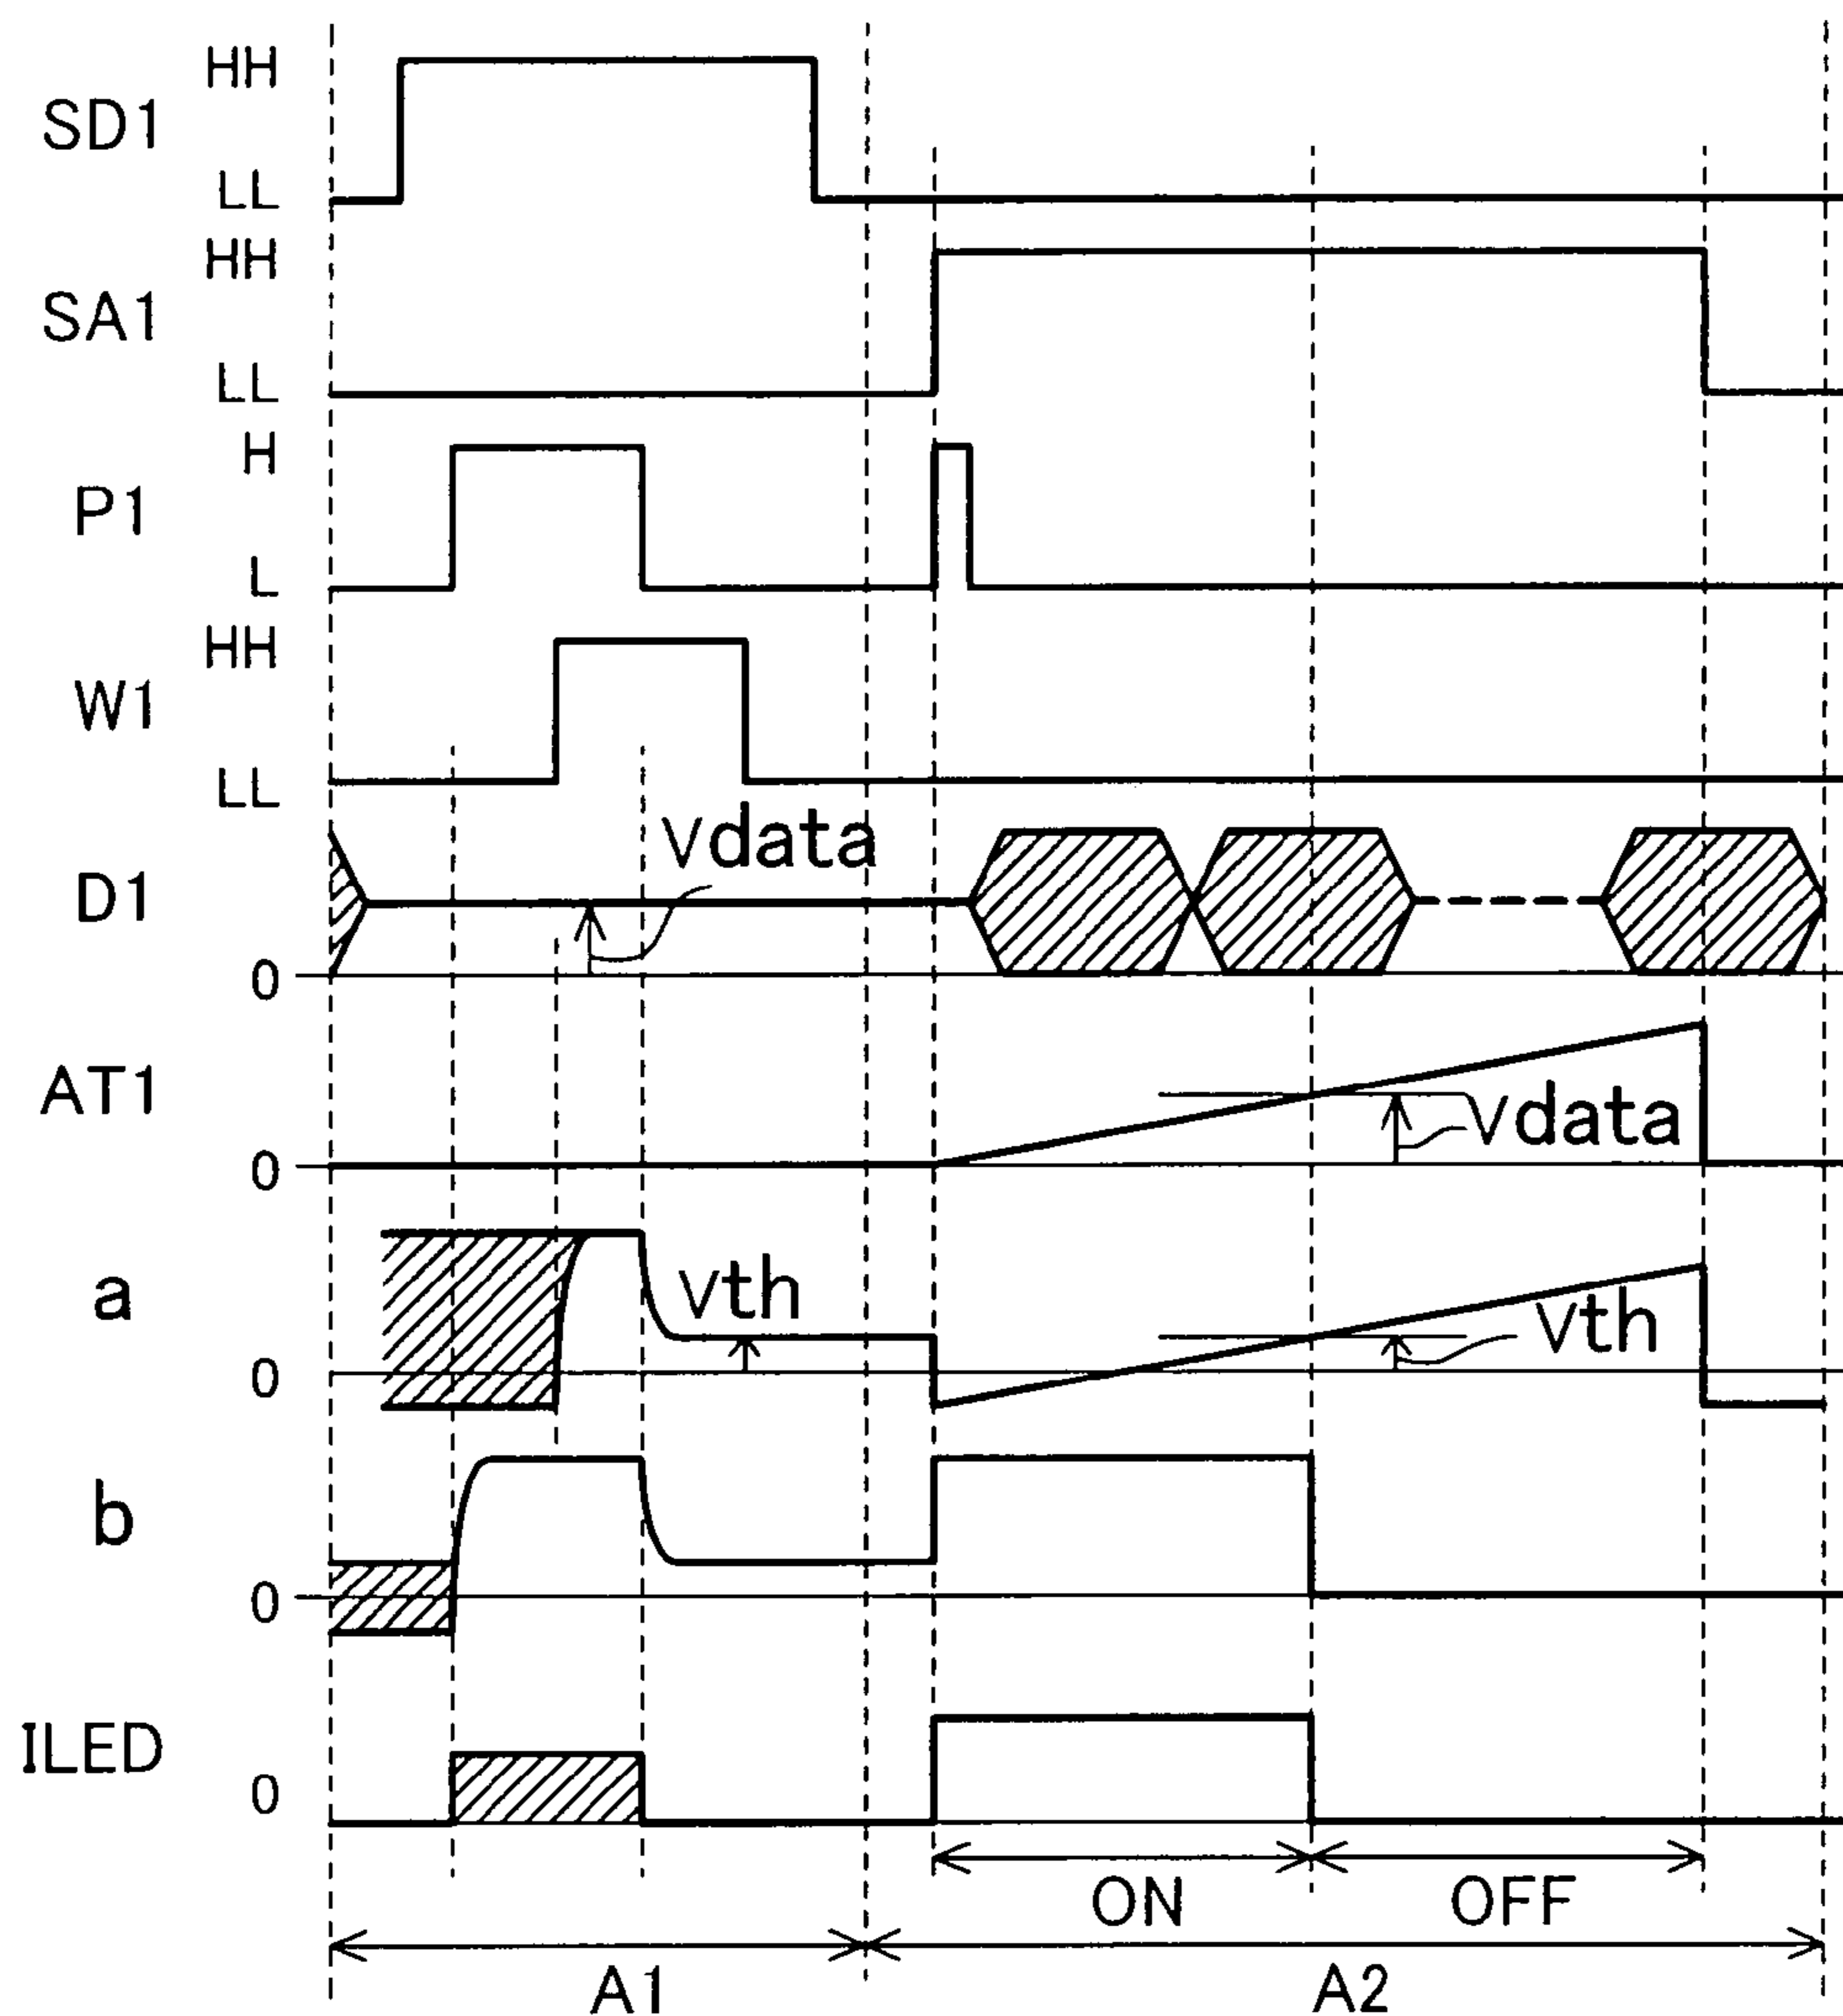 HH
SD1
LL
HH
SA1
LL
H
P1
L
HH
W1
LL
Vdata
D1
0
AT1
Vdata
0
a
Vth
Vth
0
b
0
ILED
0
ON OFF
A1 A2